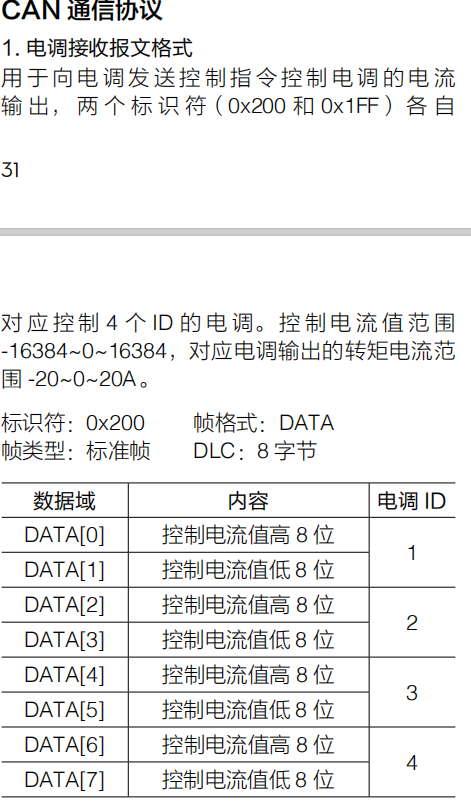 CAN 通信协议
1. 电调接收报文格式
用于向电调发送控制指令控制电调的电流
输出，两个标识符（0x200 和 0x1FF）各自
31
对应控制 4 个 ID 的电调。控制电流值范围
-16384~0~16384，对应电调输出的转矩电流范
围 -20~0~20A。
标识符：0x200 帧格式：DATA
帧类型：标准帧 DLC：8 字节
数据域 内容 电调 ID
DATA[0] 控制电流值高 8 位 1
DATA[1] 控制电流值低 8 位
DATA[2] 控制电流值高 8 位 2
DATA[3] 控制电流值低 8 位
DATA[4] 控制电流值高 8 位 3
DATA[5] 控制电流值低 8 位
DATA[6] 控制电流值高 8 位 4
DATA[7] 控制电流值低 8 位